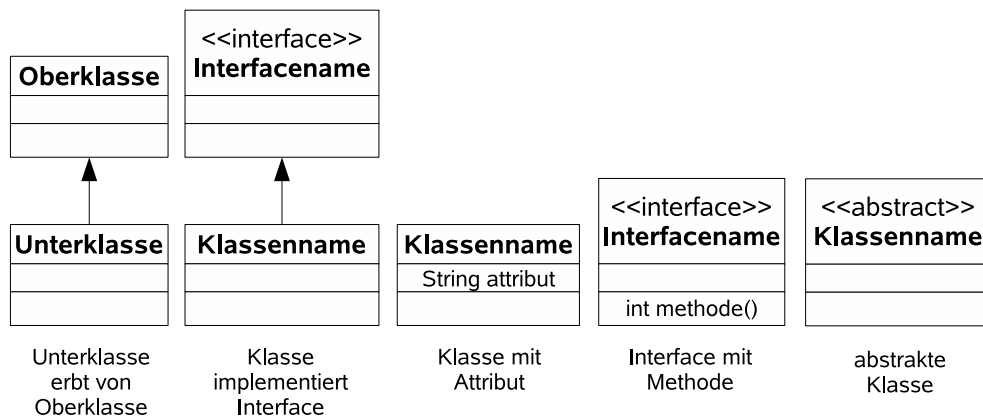 Oberklasse
Unterklasse
Unterklasse
erbt von
Oberklasse
<<interface>>
Interfacename
Klassenname
Klasse
implementiert
Interface
Klassenname
String attribut
Klasse mit
Attribut
<<interface>>
Interfacename
int methode()
Interface mit
Methode
<<abstract>>
Klassenname
abstrakte
Klasse